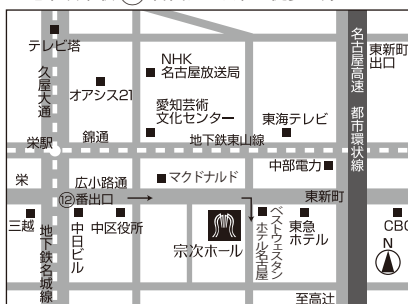 テレビ塔
久屋大通
オアシス21
NHK
名古屋放送局
愛知芸術
文化センター
東海テレビ
名古屋高速 都市環状線
東新町
出口
栄駅
錦通
地下鉄東山線
中部電力
栄
広小路通
マクドナルド
東新町
⑫番出口
三越
地下鉄名城線
中日ビル
中区役所
宗次ホール
ベストウェスタン
ホテル名古屋
東急
ホテル
CBC
N
至高辻